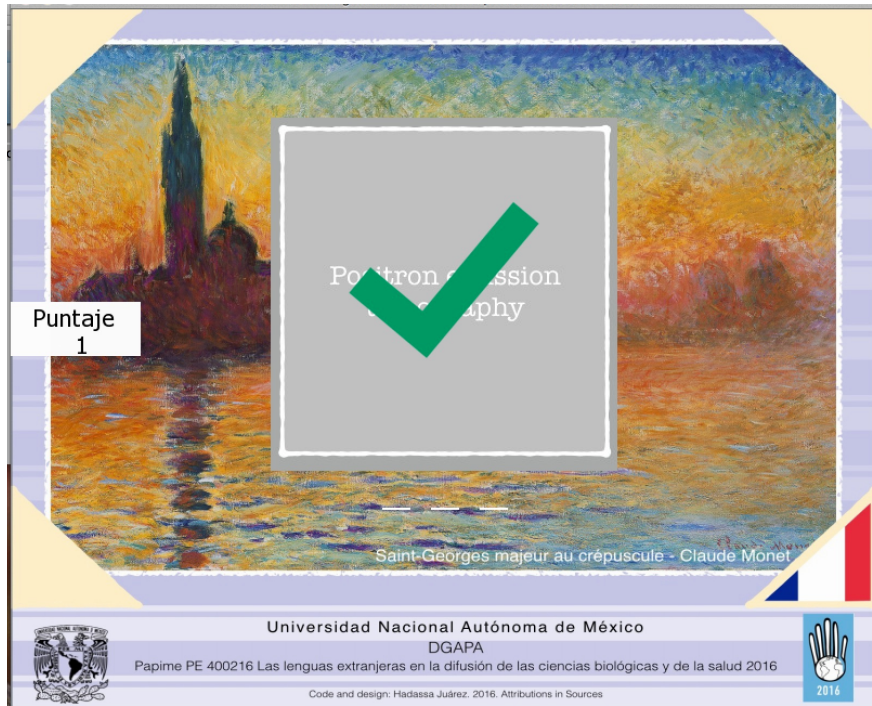 Positron emission
tomography
Puntaje
1
Saint-Georges majeur au crépuscule - Claude Monet
Universidad Nacional Autónoma de México
DGAPA
Papime PE 400216 Las lenguas extranjeras en la difusión de las ciencias biológicas y de la salud 2016
Code and design: Hadassa Juárez. 2016. Attributions in Sources
2016